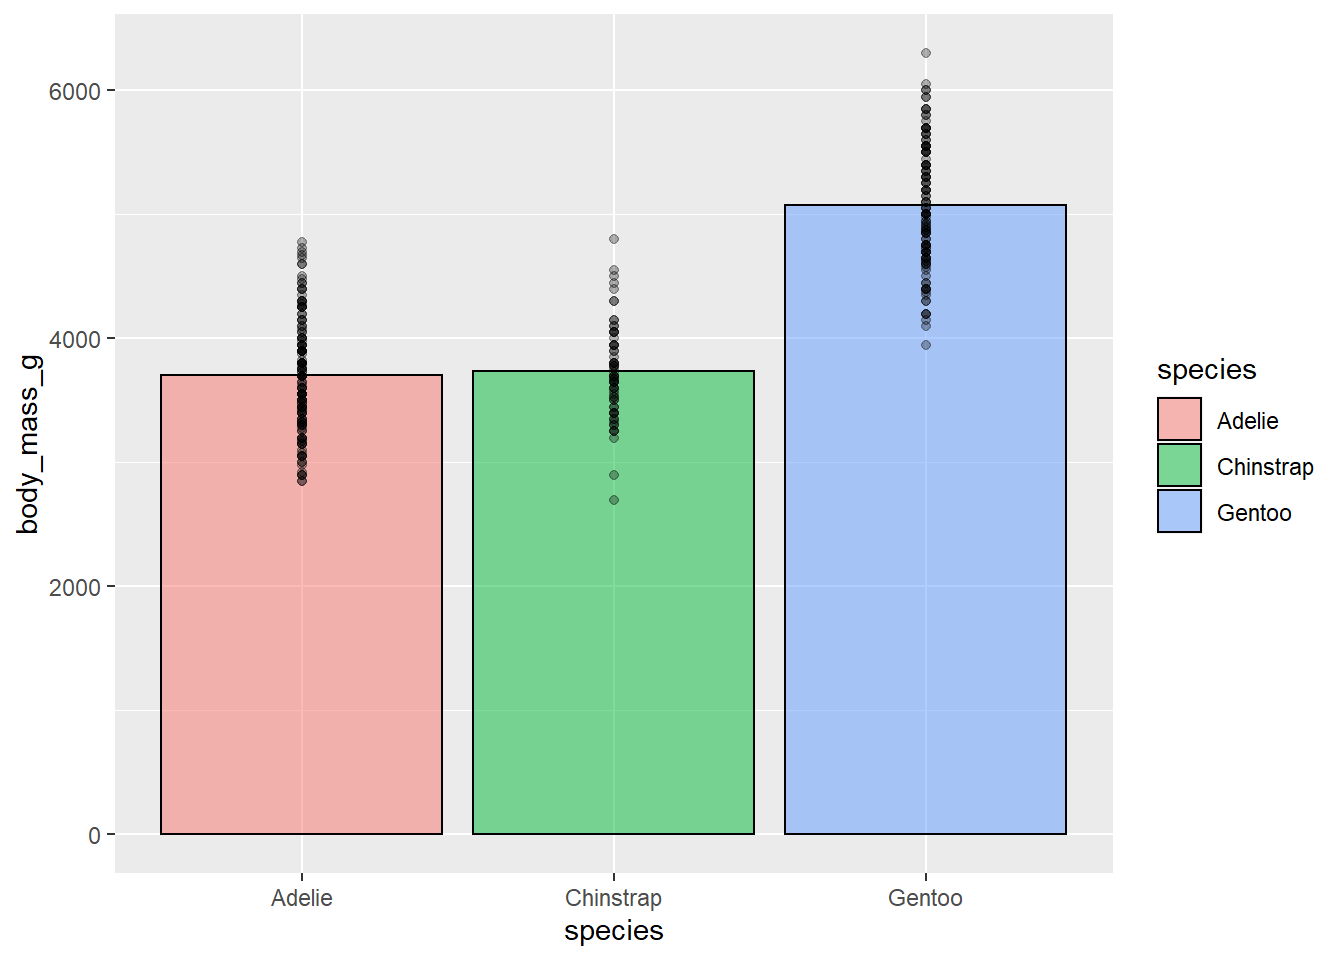 6000
4000
2000
0
body_mass_g
Adelie
Chinstrap
Gentoo
species
species
Adelie
Chinstrap
Gentoo